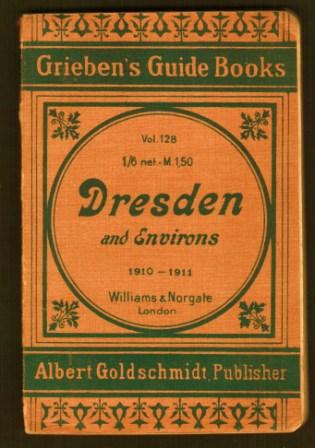 Grieben's Guide Books
Vol. 128
1/6 net - M. 1,50
Dresden
and Environs
1910 – 1911
Williams & Norgate
London
Albert Goldschmidt, Publisher